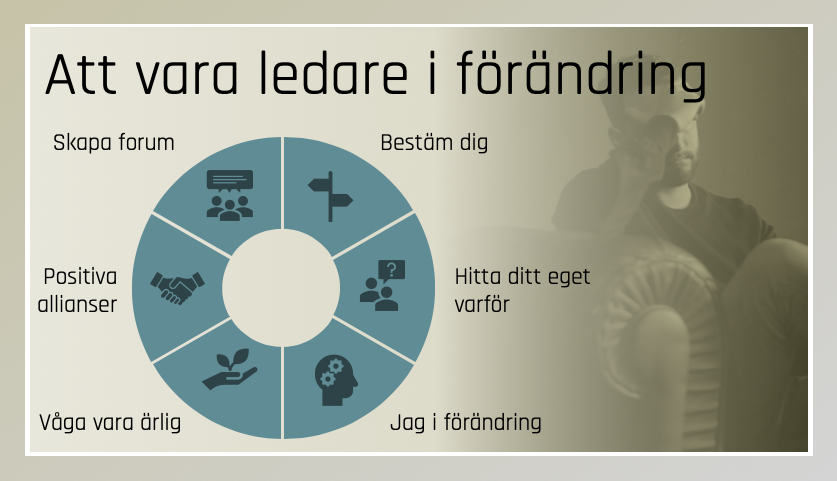 Att vara ledare i förändring
Skapa forum
Bestäm dig
Positiva
allianser
Hitta ditt eget
varför
Våga vara ärlig
Jag i förändring
?